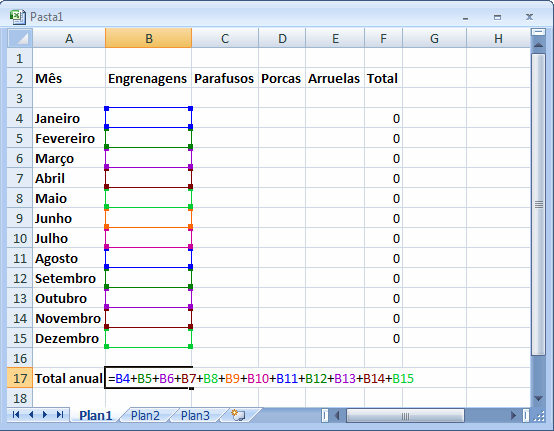 Pasta1
A B C D E F G H
1
2 Mês Engrenagens Parafusos Porcas Arruelas Total
3
4 Janeiro 0
5 Fevereiro 0
6 Março 0
7 Abril 0
8 Maio 0
9 Junho 0
10 Julho 0
11 Agosto 0
12 Setembro 0
13 Outubro 0
14 Novembro 0
15 Dezembro 0
16
17 Total anual =B4+B5+B6+B7+B8+B9+B10+B11+B12+B13+B14+B15
18
Plan1 Plan2 Plan3